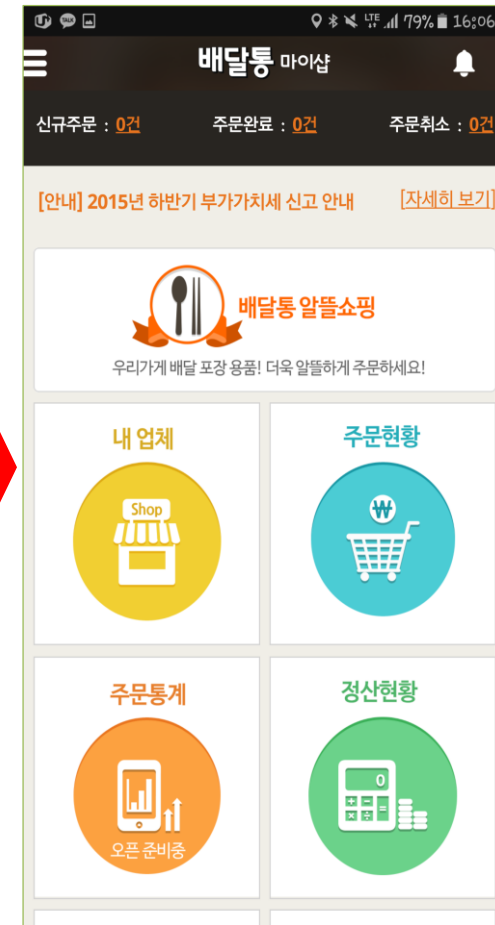 TALK LTE 79% 16:06
배달통 마이샵
신규주문 : 0건 주문완료 : 0건 주문취소 : 0건
[안내] 2015년 하반기 부가가치세 신고 안내 [자세히 보기]
배달통 알뜰쇼핑
우리가게 배달 포장 용품! 더욱 알뜰하게 주문하세요!
내 업체 주문현황
Shop ₩
주문통계 정산현황
0
+ - =
× ÷
오픈 준비중